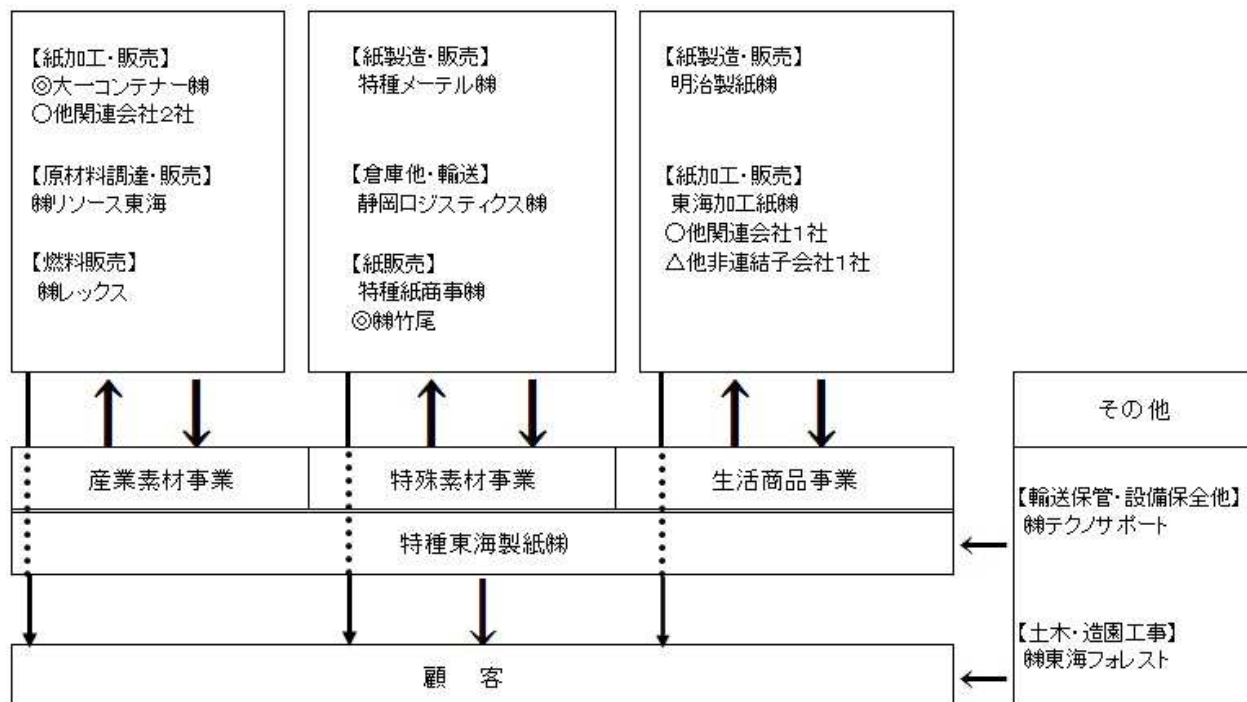 【紙加工・販売】
◎大一コンテナー㈱
○他関連会社2社
【原材料調達・販売】
㈱リソース東海
【燃料販売】
㈱レックス
【紙製造・販売】
特種メーテル㈱
【倉庫他・輸送】
静岡ロジスティクス㈱
【紙販売】
特種紙商事㈱
◎㈱竹尾
【紙製造・販売】
明治製紙㈱
【紙加工・販売】
東海加工紙㈱
○他関連会社1社
△他非連結子会社1社
産業素材事業
特殊素材事業
生活商品事業
特種東海製紙㈱
顧 客
その他
【輸送保管・設備保全他】
㈱テクノサポート
【土木・造園工事】
㈱東海フォレスト